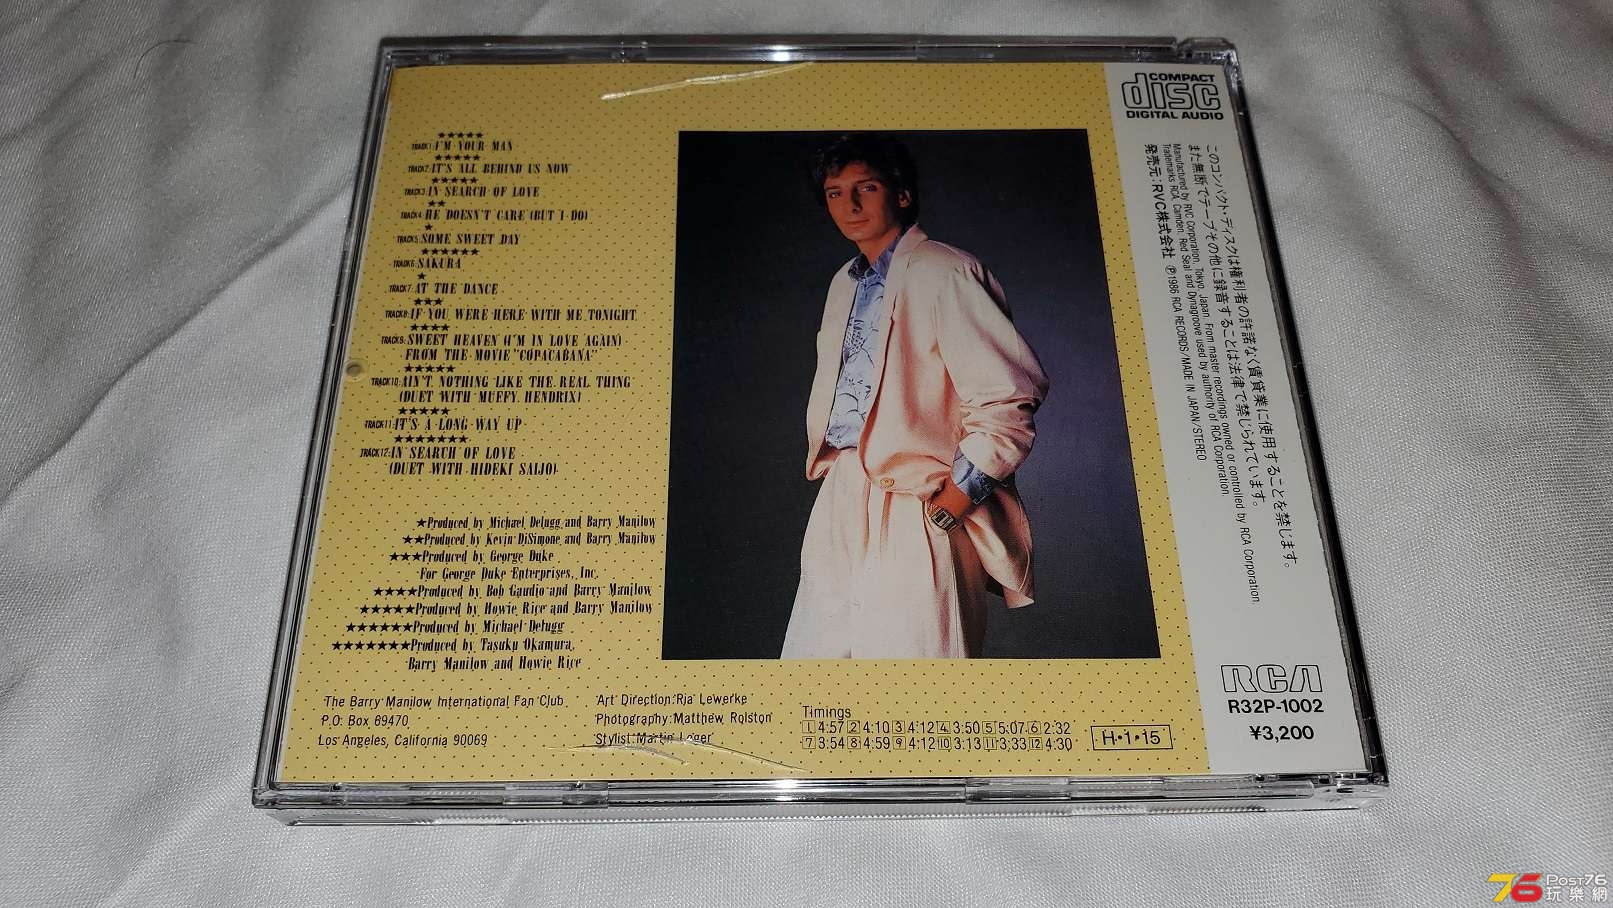 ★★★★★
TRACK1:I'M YOUR MAN
★★★★★
TRACK2:IT'S ALL BEHIND US NOW
★★★★★
TRACK3:IN SEARCH OF LOVE
★★
TRACK4:HE DOESN'T CARE (BUT I DO)
★
TRACK5:SOME SWEET DAY
★★★★★★
TRACK6:SAKURA
★
TRACK7:AT THE DANCE
★★★
TRACK8:IF YOU WERE HERE WITH ME TONIGHT
★★★★
TRACK9:SWEET HEAVEN (I'M IN LOVE AGAIN)
FROM THE MOVIE "COPACABANA"
★★★★★
TRACK10:AIN'T NOTHING LIKE THE REAL THING
(DUET WITH MUFFY HENDRIX)
★★★★★
TRACK11:IT'S A LONG WAY UP
★★★★★★★
TRACK12:IN SEARCH OF LOVE
(DUET WITH HIDEKI SAIJO)
★Produced by Michael Delugg and Barry Manilow
★★Produced by Kevin DiSimone and Barry Manilow
★★★Produced by George Duke
For George Duke Enterprises, Inc.
★★★★Produced by Bob Gaudio and Barry Manilow
★★★★★Produced by Howie Rice and Barry Manilow
★★★★★★Produced by Michael Delugg
★★★★★★★Produced by Tasuku Okamura,
Barry Manilow and Howie Rice
The Barry Manilow International Fan Club
P.O. Box 69470
Los Angeles, California 90069
Art Direction:Ria Lewerke
Photography:Matthew Rolston
Stylist:Martin Leger
Timings
1 4:57 2 4:10 3 4:12 4 3:50 5 5:07 6 2:32
7 3:54 8 4:59 9 4:12 10 3:13 11 3:33 12 4:30
H・1・15
COMPACT
disc
DIGITAL AUDIO
このコンパクト・ディスクは権利者の許諾なく賃貸業に使用することを禁じます。
また無断でテープその他に録音することは法律で禁じられています。
Manufactured by RVC Corporation, Tokyo, Japan. From master recordings owned or controlled by RCA Corporation.
Trademarks RCA, Camden, Red Seal and Dynagroove used by authority of RCA Corporation.
発売元:RVC株式会社 ℗1986 RCA RECORDS/MADE IN JAPAN/STEREO
RCA
R32P-1002
¥3,200
76 POST76
玩樂網